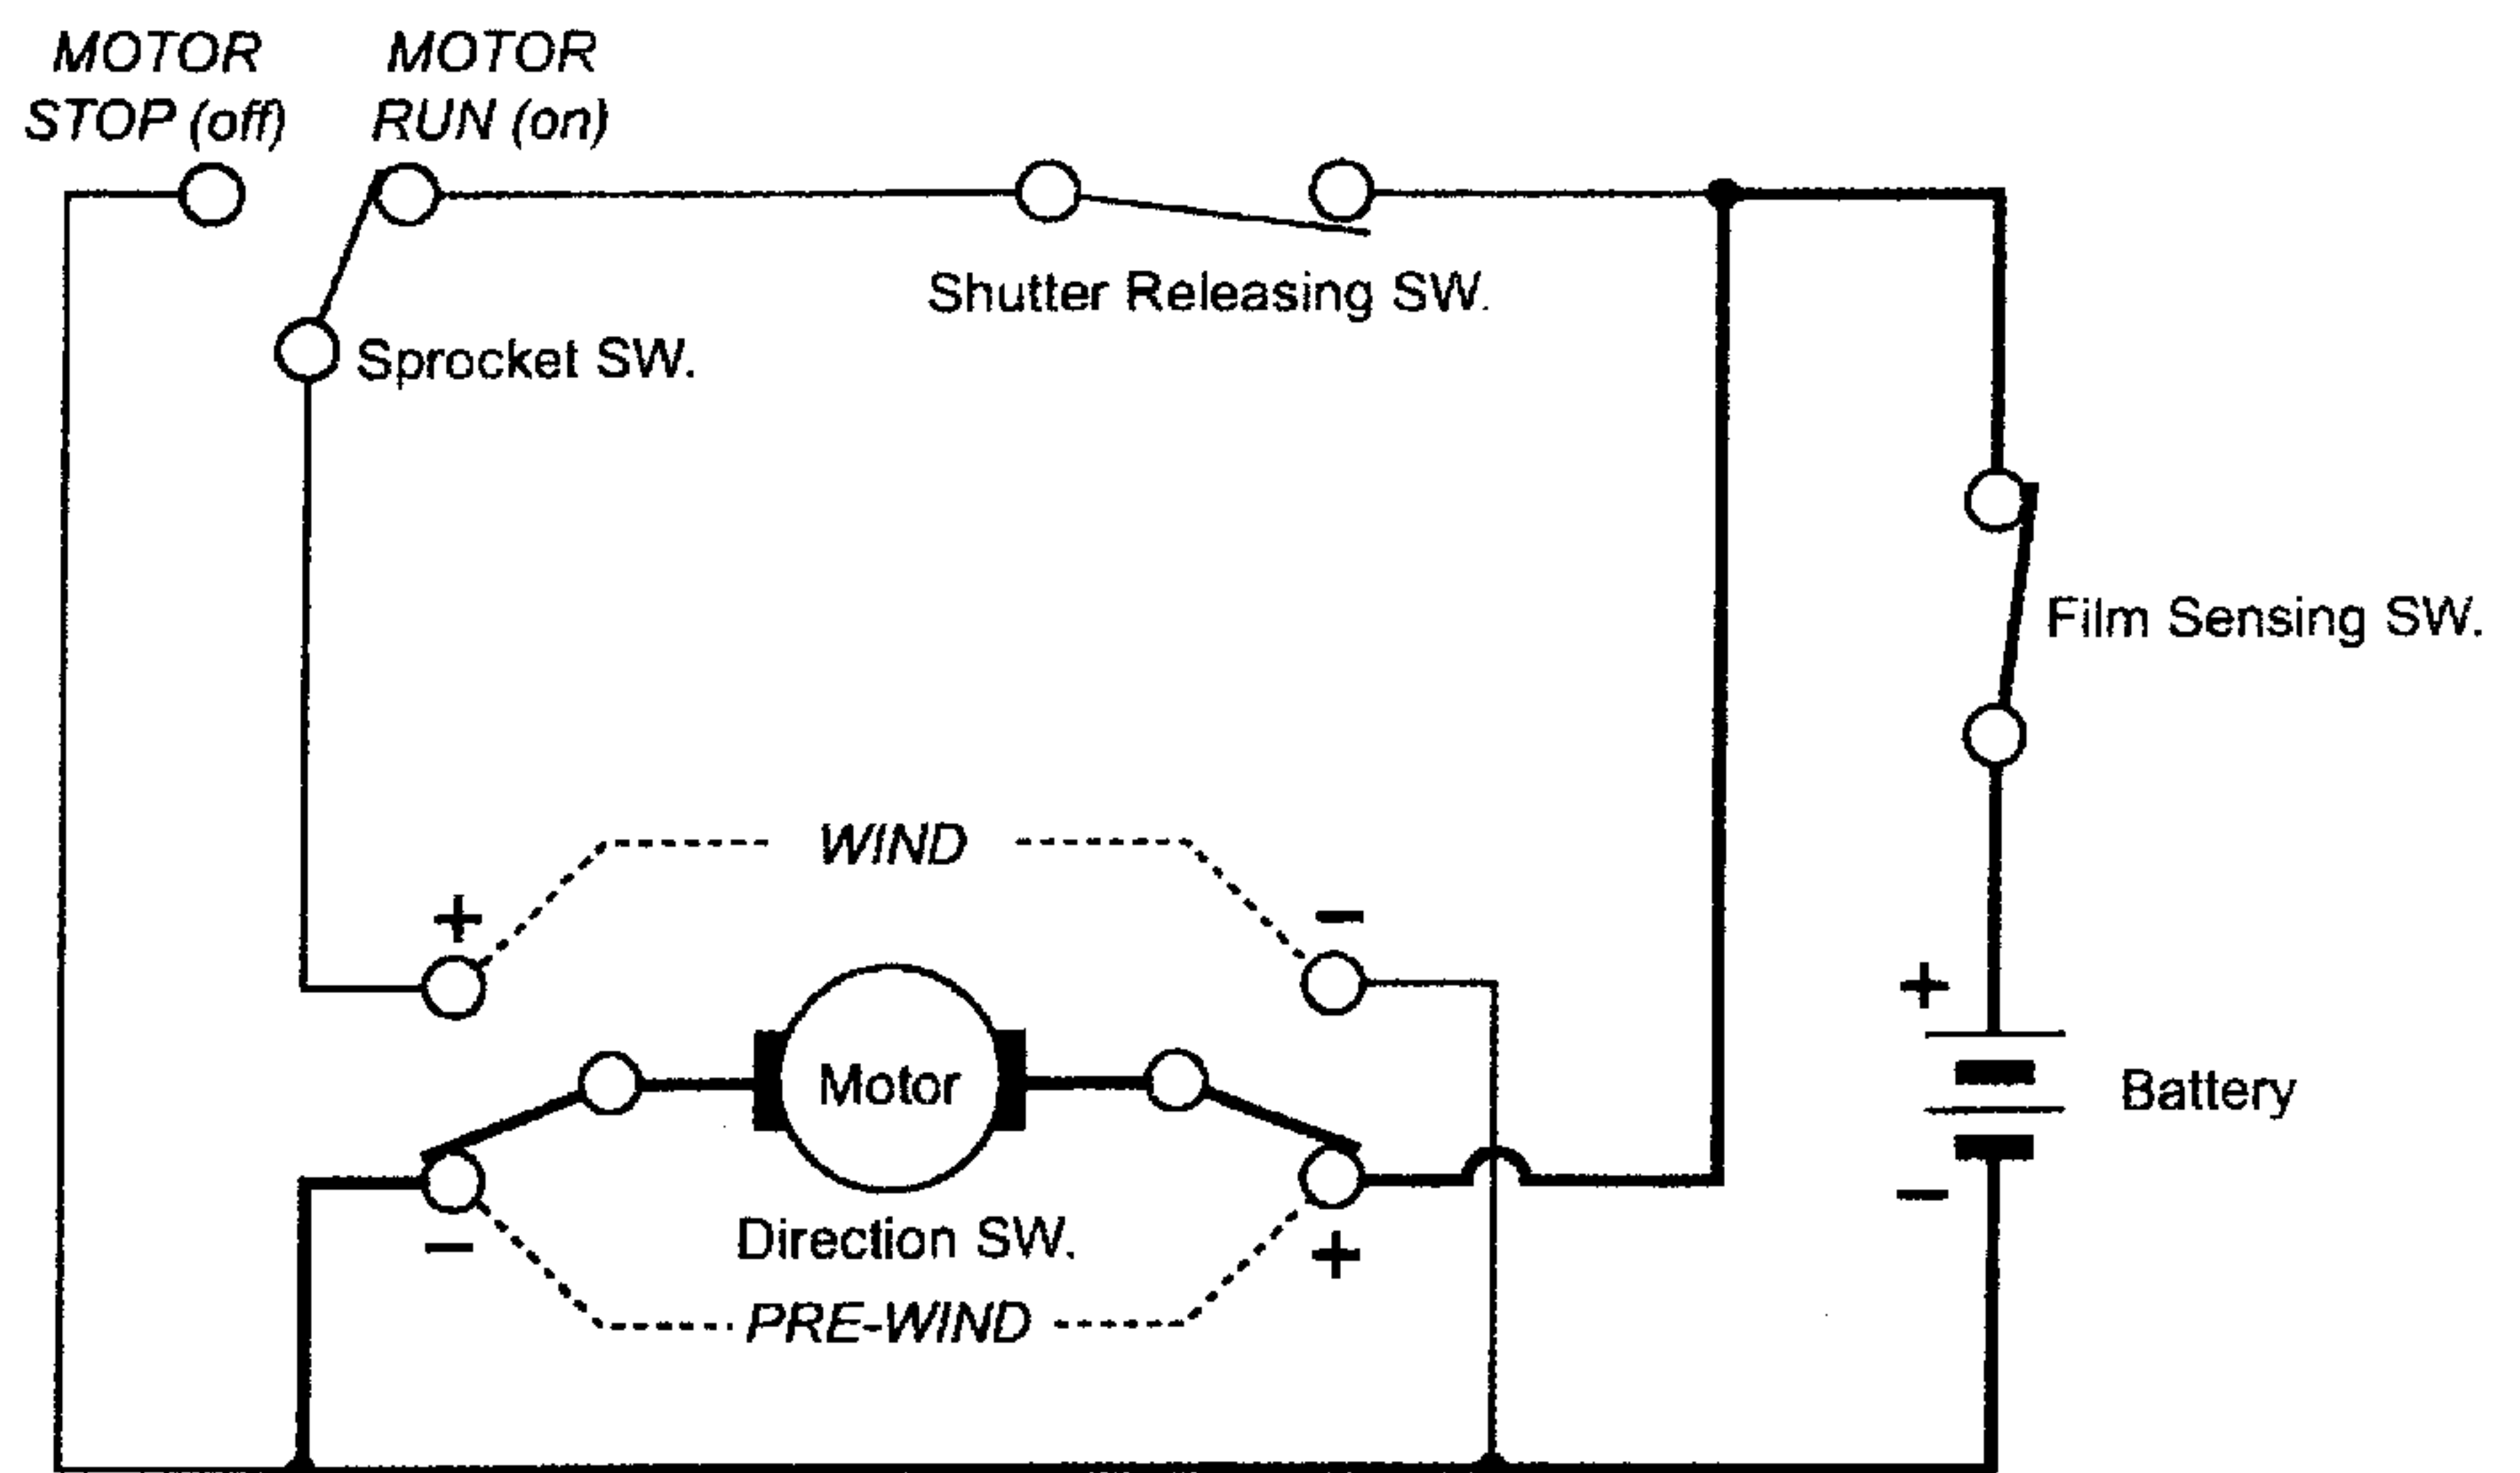 MOTOR
STOP (off)
MOTOR
RUN (on)
Shutter Releasing SW.
Sprocket SW.
Film Sensing SW.
WIND
+
−
+
Motor
Battery
−
Direction SW.
−
+
PRE-WIND